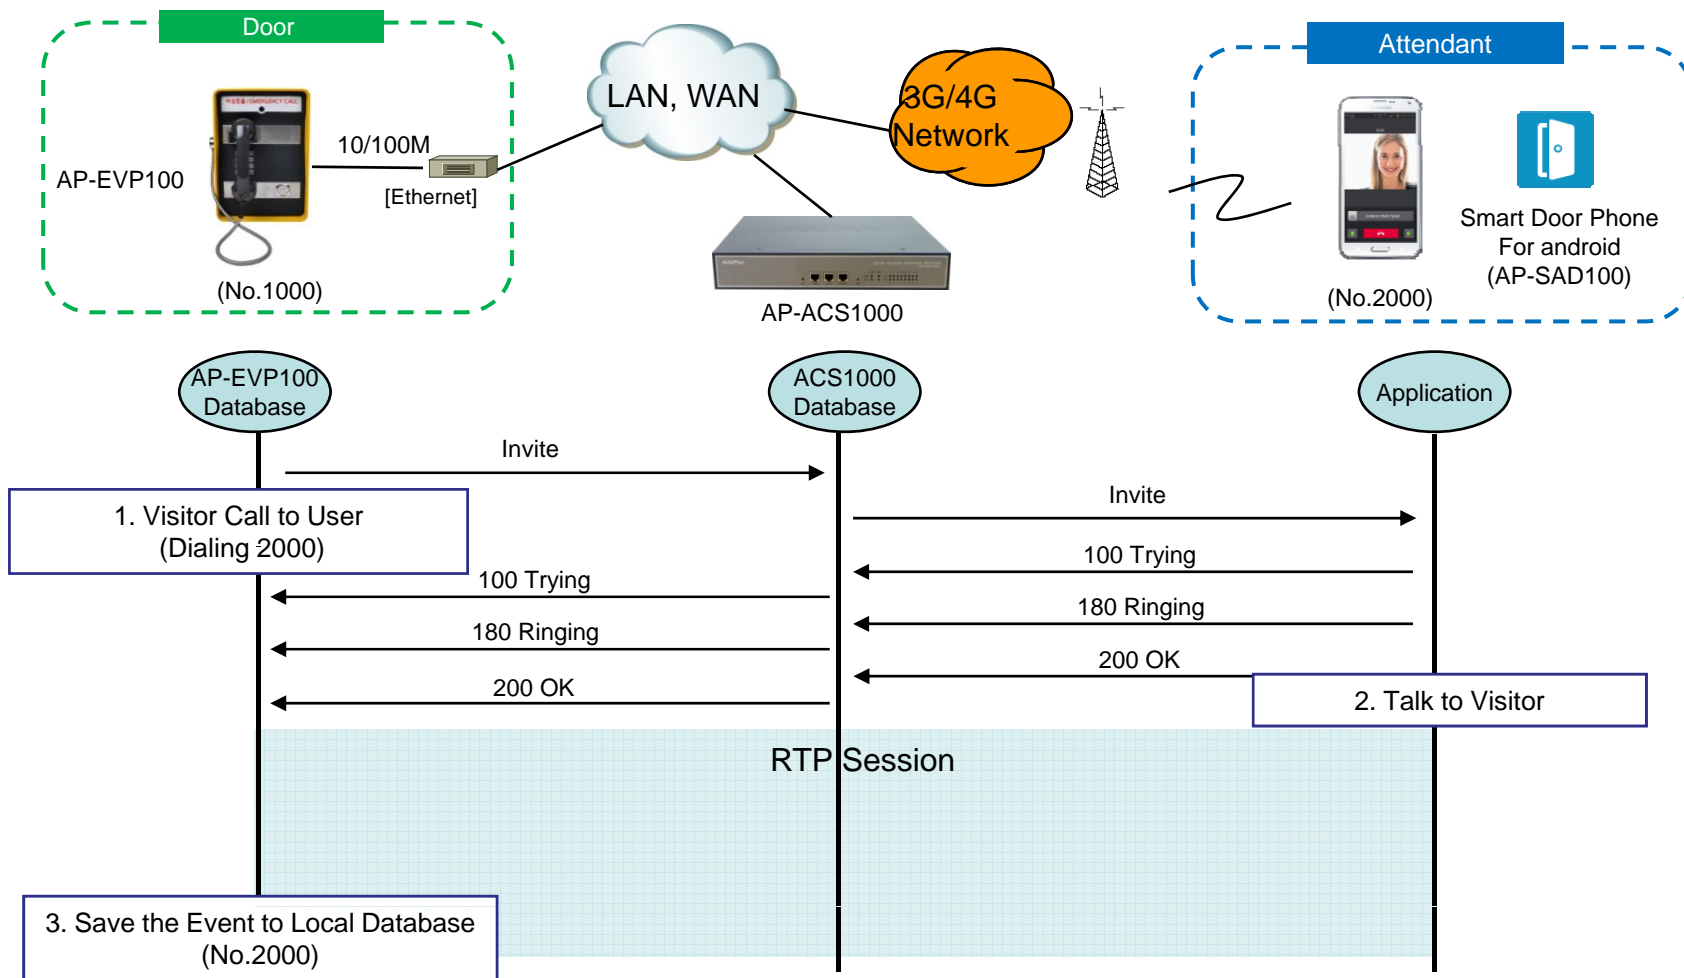 Door
Attendant
LAN, WAN
3G/4G
Network
EMERGENCY CALL
10/100M
AP-EVP100
[Ethernet]
(No.1000)
AP-ACS1000
Smart Door Phone
For android
(AP-SAD100)
(No.2000)
AP-EVP100
Database
ACS1000
Database
Application
Invite
1. Visitor Call to User
(Dialing 2000)
Invite
100 Trying
100 Trying
180 Ringing
180 Ringing
200 OK
200 OK
2. Talk to Visitor
RTP Session
3. Save the Event to Local Database
(No.2000)